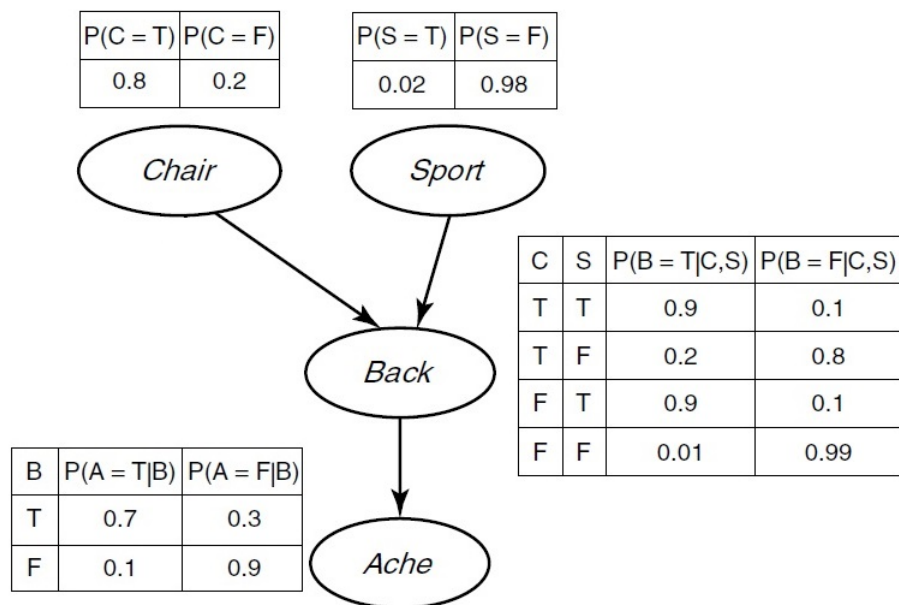 P(C = T) P(C = F)
0.8 0.2
P(S = T) P(S = F)
0.02 0.98
Chair
Sport
C S P(B = T|C,S) P(B = F|C,S)
T T 0.9 0.1
T F 0.2 0.8
F T 0.9 0.1
F F 0.01 0.99
Back
B P(A = T|B) P(A = F|B)
T 0.7 0.3
F 0.1 0.9
Ache